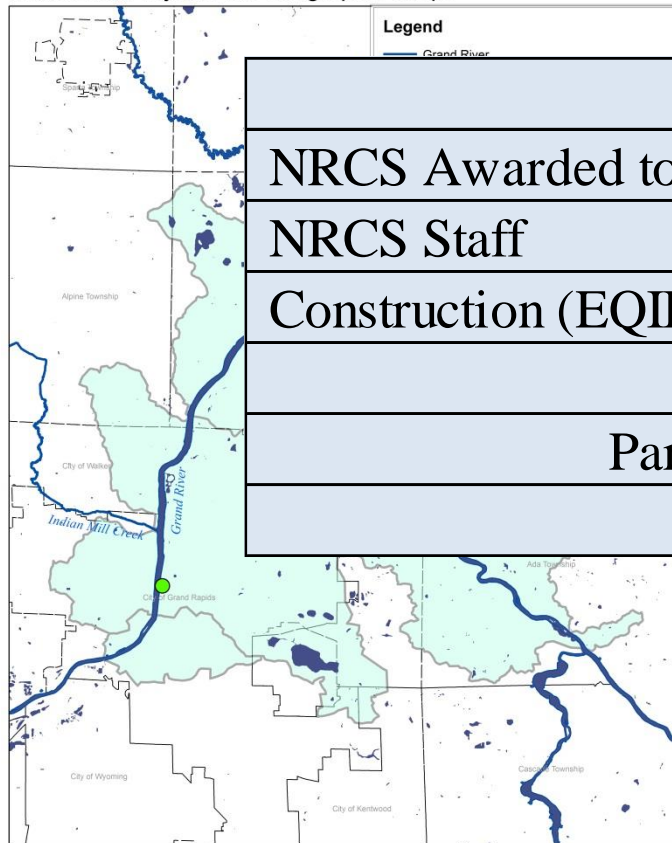 Legend
Grand River
Sparta Township
NRCS Awarded to
NRCS Staff
Alpine Township
Construction (EQI
City of Walker
Par
Grand River
Indian Mill Creek
Ada Township
City of Grand Rapids
City of Wyoming
Cascade Township
City of Kentwood